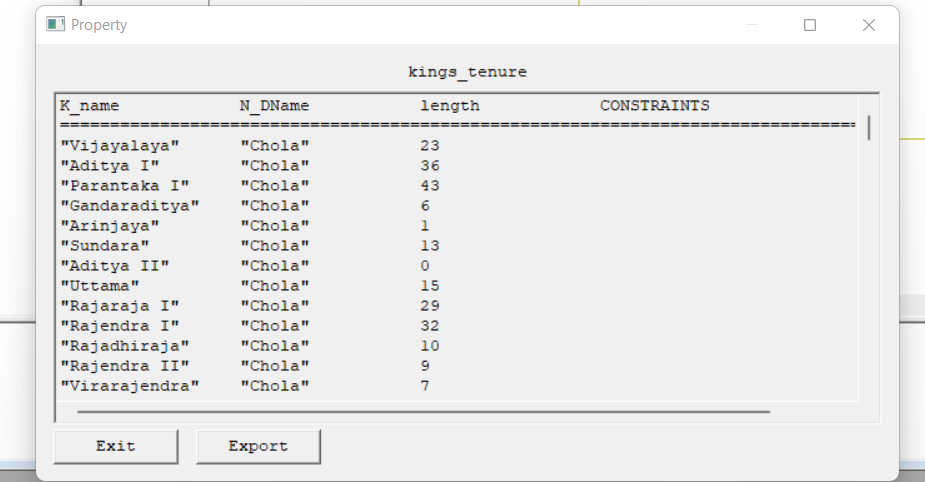 Property
kings_tenure
K_name N_DName length CONSTRAINTS
================================================================================
"Vijayalaya" "Chola" 23
"Aditya I" "Chola" 36
"Parantaka I" "Chola" 43
"Gandaraditya" "Chola" 6
"Arinjaya" "Chola" 1
"Sundara" "Chola" 13
"Aditya II" "Chola" 0
"Uttama" "Chola" 15
"Rajaraja I" "Chola" 29
"Rajendra I" "Chola" 32
"Rajadhiraja" "Chola" 10
"Rajendra II" "Chola" 9
"Virarajendra" "Chola" 7
Exit Export